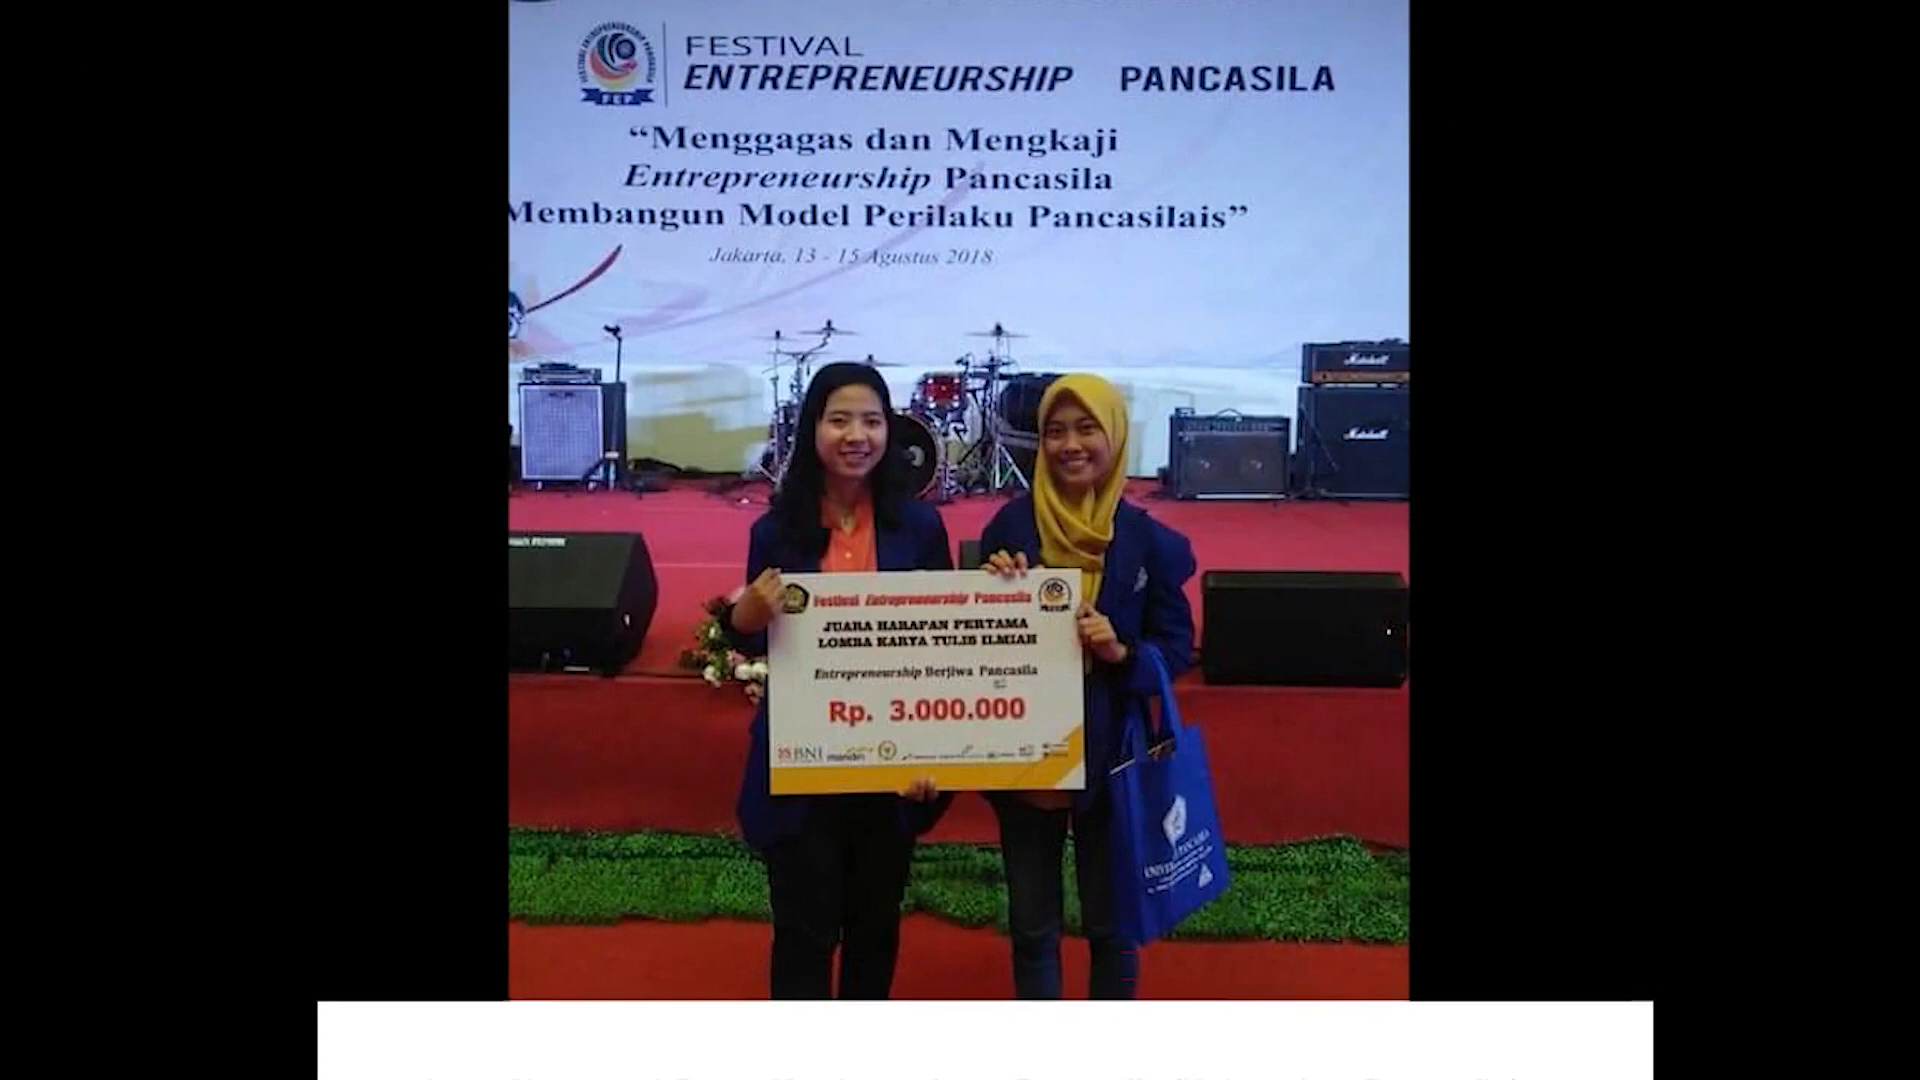 FESTIVAL
ENTREPRENEURSHIP PANCASILA
FEP
"Menggagas dan Mengkaji
Entrepreneurship Pancasila
Membangun Model Perilaku Pancasilais"
Jakarta, 13 - 15 Agustus 2018
Marshall
Marshall
Festival Entrepreneurship Pancasila
JUARA HARAPAN PERTAMA
LOMBA KARYA TULIS ILMIAH
Entrepreneurship Berjiwa Pancasila
Rp. 3.000.000
BNI
mandiri